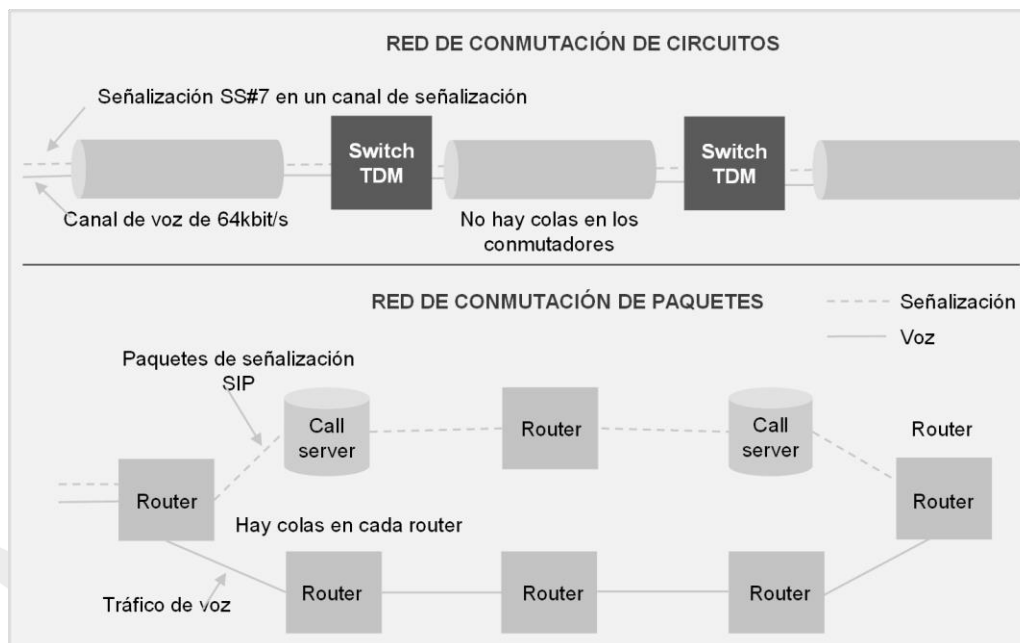 RED DE CONMUTACIÓN DE CIRCUITOS
Señalización SS#7 en un canal de señalización
Switch
TDM
Switch
TDM
Canal de voz de 64kbit/s
No hay colas en los
conmutadores
RED DE CONMUTACIÓN DE PAQUETES
Señalización
Voz
Paquetes de señalización
SIP
Call
server
Router
Call
server
Router
Router
Router
Hay colas en cada router
Router
Router
Router
Tráfico de voz